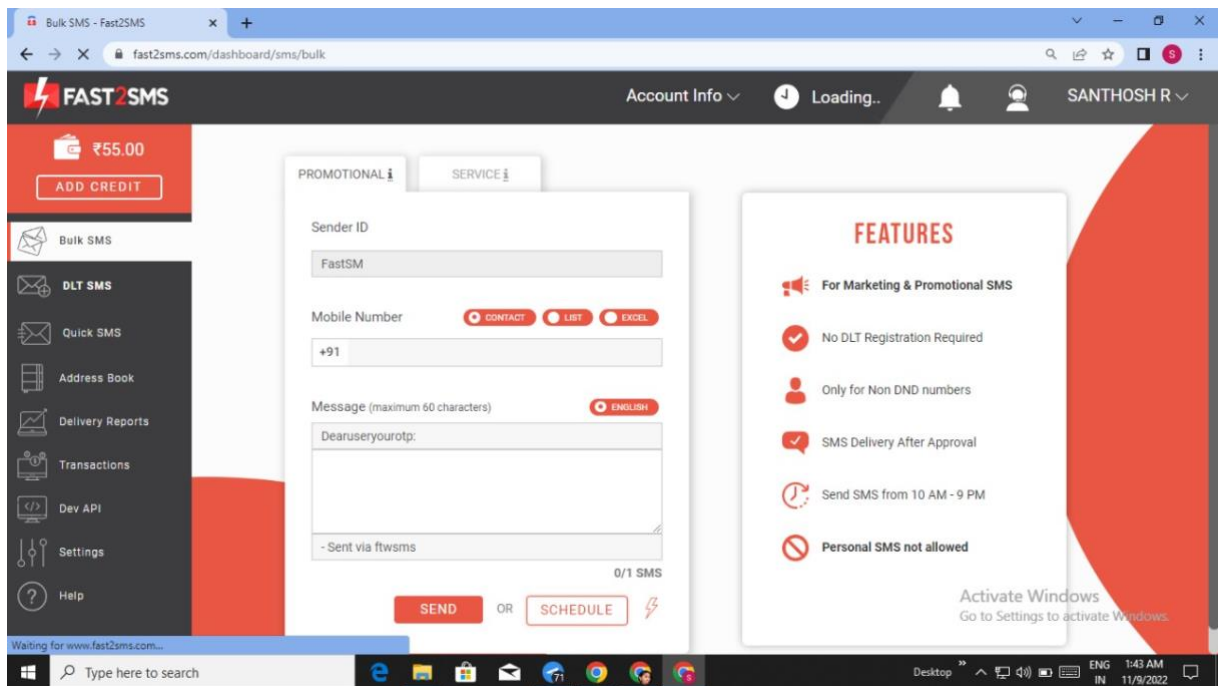 Bulk SMS - Fast2SMS
fast2sms.com/dashboard/sms/bulk
S
FAST2SMS
Account Info
Loading..
SANTHOSH R
₹55.00
ADD CREDIT
Bulk SMS
DLT SMS
Quick SMS
Address Book
Delivery Reports
Transactions
Dev API
Settings
Help
PROMOTIONAL i
SERVICE i
Sender ID
FastSM
Mobile Number
CONTACT
LIST
EXCEL
+91
Message (maximum 60 characters)
ENGLISH
Dearuseryourotp:
- Sent via ftwsms
0/1 SMS
SEND
OR
SCHEDULE
FEATURES
For Marketing & Promotional SMS
No DLT Registration Required
Only for Non DND numbers
SMS Delivery After Approval
Send SMS from 10 AM - 9 PM
Personal SMS not allowed
Activate Windows
Go to Settings to activate Windows.
Waiting for www.fast2sms.com...
Type here to search
71
Desktop
ENG
IN
1:43 AM
11/9/2022